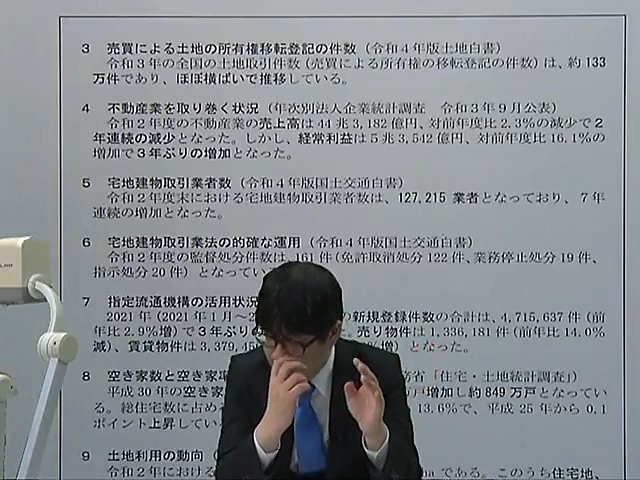 3 売買による土地の所有権移転登記の件数（令和4年版土地白書）
令和3年の全国の土地取引件数（売買による所有権の移転登記の件数）は、約133
万件であり、ほぼ横ばいで推移している。
4 不動産業を取り巻く状況（年次別法人企業統計調査 令和3年9月公表）
令和2年度の不動産業の売上高は44兆3,182億円、対前年度比2.3%の減少で2
年連続の減少となった。しかし、経常利益は5兆3,542億円、対前年度比16.1%の
増加で3年ぶりの増加となった。
5 宅地建物取引業者数（令和4年版国土交通白書）
令和2年度末における宅地建物取引業者数は、127,215業者となっており、7年
連続の増加となった。
6 宅地建物取引業法の的確な運用（令和4年版国土交通白書）
令和2年度の監督処分件数は、161件（免許取消処分122件、業務停止処分19件、
指示処分20件）となってい
7 指定流通機構の活用状況
2021年（2021年1月～2 の新規登録件数の合計は、4,715,637件（前
年比2.9%増）で3年ぶり 売り物件は1,336,181件（前年比14.0%
減）、賃貸物件は3,379,45 となった。
8 空き家数と空き家 務省「住宅・土地統計調査」）
平成30年の空き家 戸増加し約849万戸となってい
る。総住宅数に占め 13.6%で、平成25年から0.1
ポイント上昇してい
9 土地利用の動向（
令和2年におけ haである。このうち住宅地、